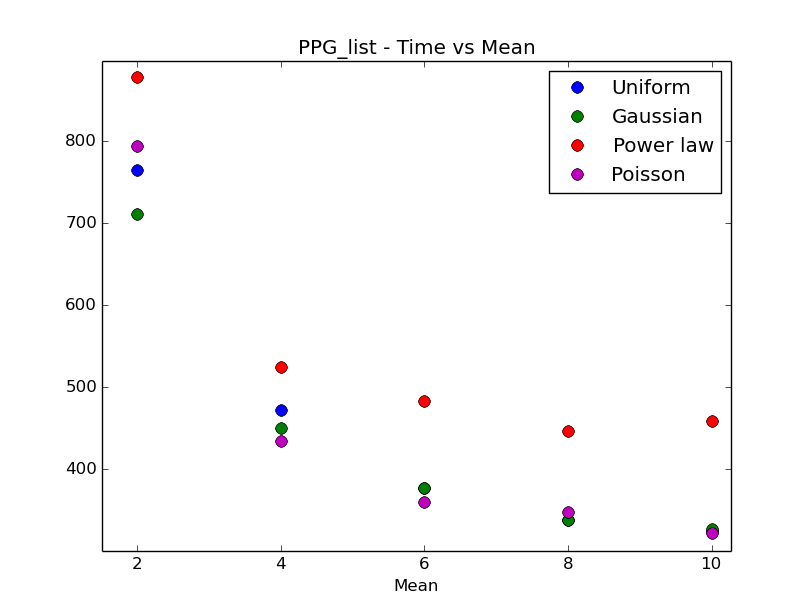 PPG_list - Time vs Mean
Uniform
Gaussian
Power law
Poisson
800
700
600
500
400
2 4 6 8 10
Mean